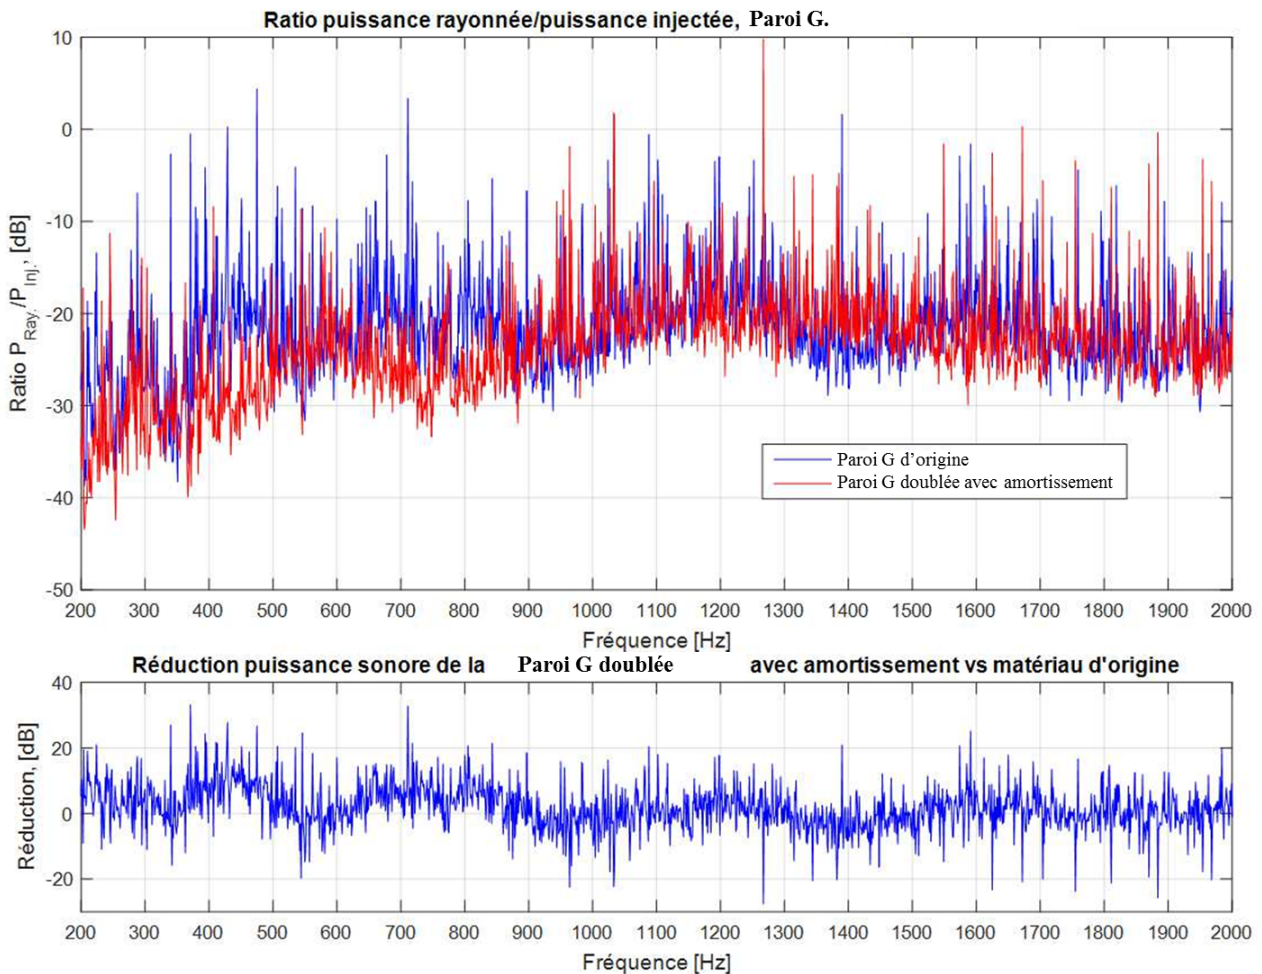 Ratio puissance rayonnée/puissance injectée, Paroi G.
10
0
-10
-20
-30
-40
-50
Ratio P Ray. /P Inj. , [dB]
Paroi G d'origine
Paroi G doublée avec amortissement
200 300 400 500 600 700 800 900 1000 1100 1200 1300 1400 1500 1600 1700 1800 1900 2000
Fréquence [Hz]
Réduction puissance sonore de la Paroi G doublée avec amortissement vs matériau d'origine
40
20
0
-20
Réduction, [dB]
200 300 400 500 600 700 800 900 1000 1100 1200 1300 1400 1500 1600 1700 1800 1900 2000
Fréquence [Hz]